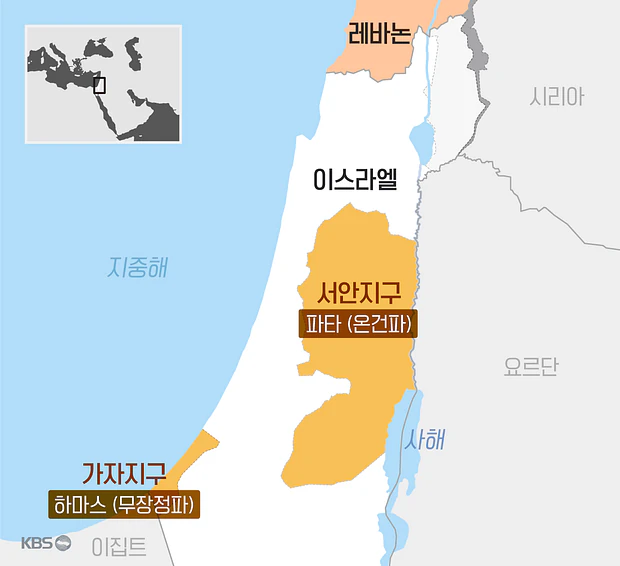 레바논
시리아
이스라엘
지중해
서안지구
파타 (온건파)
요르단
사해
가자지구
하마스 (무장정파)
KBS
이집트